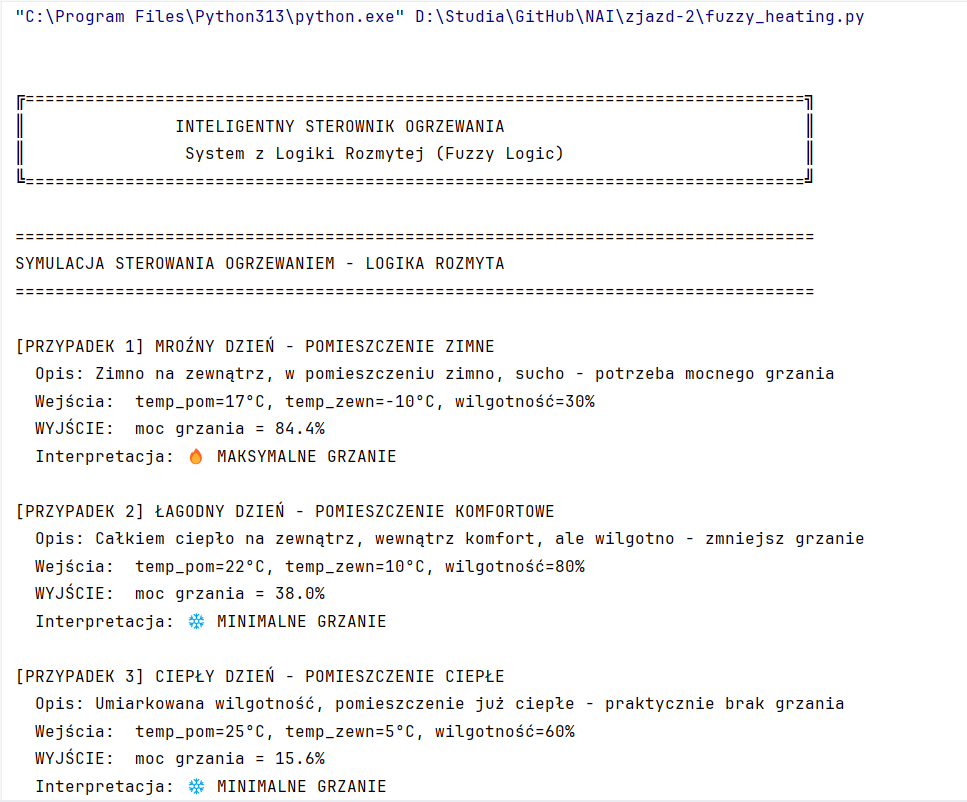 "C:\Program Files\Python313\python.exe" D:\Studia\GitHub\NAI\zjazd-2\fuzzy_heating.py
╔==============================================================================╗
║               INTELIGENTNY STEROWNIK OGRZEWANIA                              ║
║                System z Logiki Rozmytej (Fuzzy Logic)                        ║
╚==============================================================================╝
================================================================================
SYMULACJA STEROWANIA OGRZEWANIEM - LOGIKA ROZMYTA
================================================================================
[PRZYPADEK 1] MROŹNY DZIEŃ - POMIESZCZENIE ZIMNE
  Opis: Zimno na zewnątrz, w pomieszczeniu zimno, sucho - potrzeba mocnego grzania
  Wejścia:  temp_pom=17°C, temp_zewn=-10°C, wilgotność=30%
  WYJŚCIE:  moc grzania = 84.4%
  Interpretacja: 🔥 MAKSYMALNE GRZANIE
[PRZYPADEK 2] ŁAGODNY DZIEŃ - POMIESZCZENIE KOMFORTOWE
  Opis: Całkiem ciepło na zewnątrz, wewnątrz komfort, ale wilgotno - zmniejsz grzanie
  Wejścia:  temp_pom=22°C, temp_zewn=10°C, wilgotność=80%
  WYJŚCIE:  moc grzania = 38.0%
  Interpretacja: ❄️ MINIMALNE GRZANIE
[PRZYPADEK 3] CIEPŁY DZIEŃ - POMIESZCZENIE CIEPŁE
  Opis: Umiarkowana wilgotność, pomieszczenie już ciepłe - praktycznie brak grzania
  Wejścia:  temp_pom=25°C, temp_zewn=5°C, wilgotność=60%
  WYJŚCIE:  moc grzania = 15.6%
  Interpretacja: ❄️ MINIMALNE GRZANIE